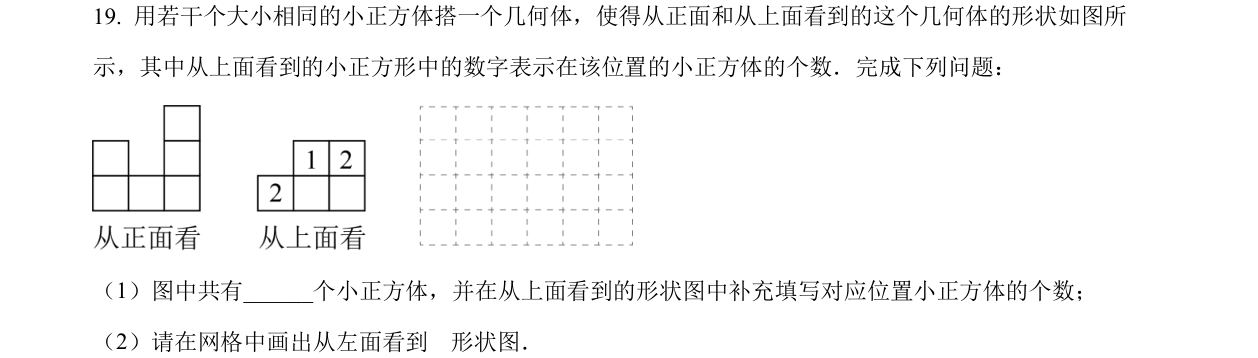 19. 用若干个大小相同的小正方体搭一个几何体，使得从正面和从上面看到的这个几何体的形状如图所
示，其中从上面看到的小正方形中的数字表示在该位置的小正方体的个数．完成下列问题：
1 2
2
从正面看 从上面看
（1）图中共有______个小正方体，并在从上面看到的形状图中补充填写对应位置小正方体的个数；
（2）请在网格中画出从左面看到 形状图．